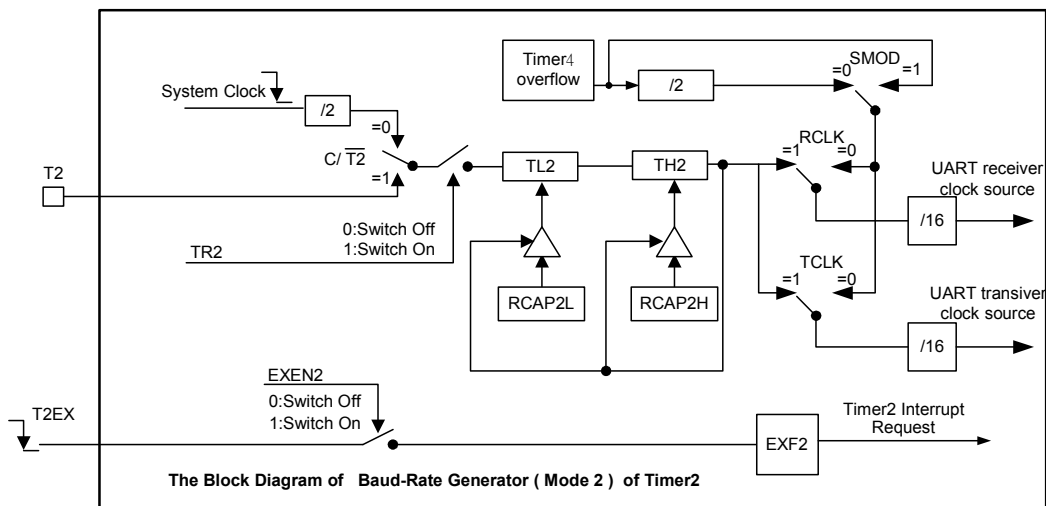 Timer4
overflow
SMOD
=0
=1
/2
System Clock
/2
=0
C/ T2
=1
T2
TL2
TH2
RCLK
=1
=0
UART receiver
clock source
/16
0:Switch Off
1:Switch On
TR2
TCLK
=1
=0
RCAP2L
RCAP2H
UART transiver
clock source
/16
EXEN2
0:Switch Off
1:Switch On
T2EX
EXF2
Timer2 Interrupt
Request
The Block Diagram of Baud-Rate Generator ( Mode 2 ) of Timer2